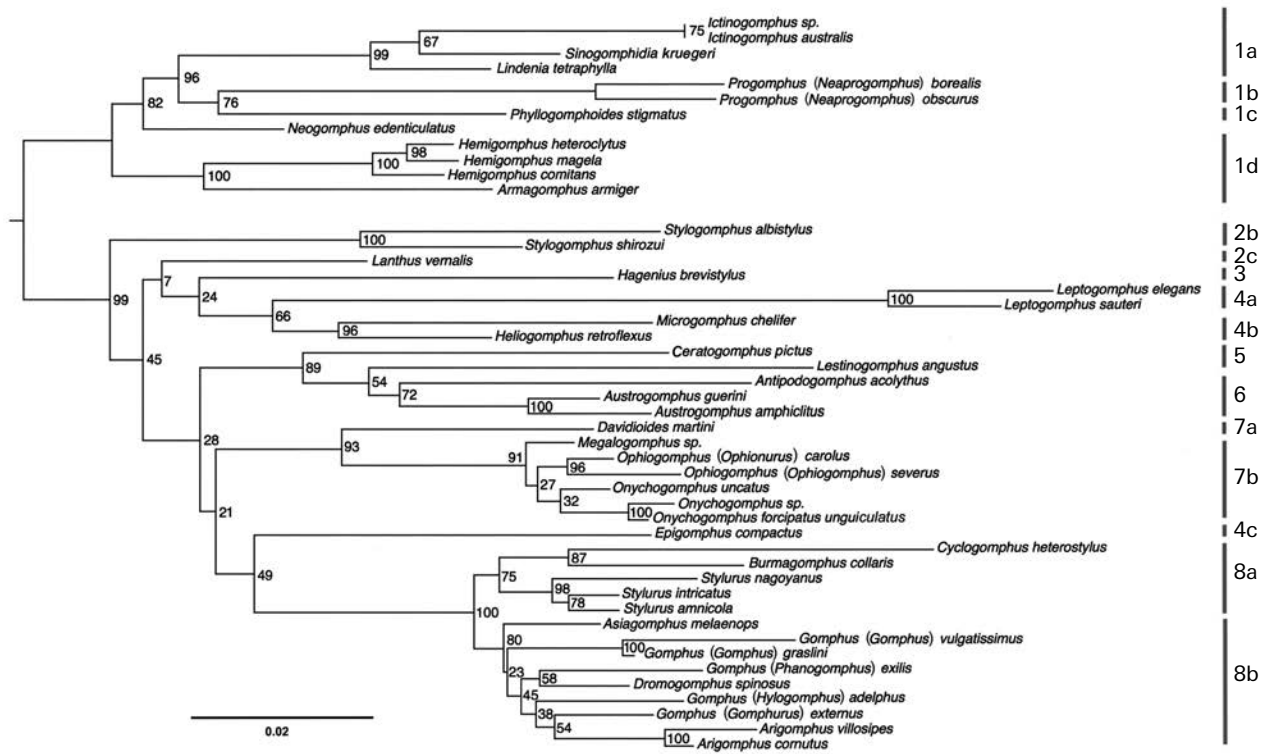 75 Ictinogomphus sp.
Ictinogomphus australis
67
99 Sinogomphidia kruegeri
1a
Lindenia tetraphylla
96
Progomphus (Neaprogomphus) borealis
82 76
1b
Progomphus (Neaprogomphus) obscurus
Phyllogomphoides stigmatus
1c
Neogomphus edenticulatus
Hemigomphus heteroclytus
98
100 Hemigomphus magela
1d
100 Hemigomphus comitans
Armagomphus armiger
Stylogomphus albistylus
2b
100
Stylogomphus shirozui
Lanthus vernalis
2c
7
Hagenius brevistylus
3
24
Leptogomphus elegans
99 100
4a
Leptogomphus sauteri
66
Microgomphus chelifer
96
4b
Heliogomphus retroflexus
45
Ceratogomphus pictus
5
89
Lestinogomphus angustus
54
Antipodogomphus acolythus
72
6
Austrogomphus guerini
100
Austrogomphus amphiclitus
Davidioides martini
7a
28
93
Megalogomphus sp.
91
Ophiogomphus (Ophionurus) carolus
96
Ophiogomphus (Ophiogomphus) severus
7b
27
Onychogomphus uncatus
32
Onychogomphus sp.
21 100
Onychogomphus forcipatus unguiculatus
Epigomphus compactus
4c
Cyclogomphus heterostylus
87
Burmagomphus collaris
8a
49 75
Stylurus nagoyanus
98
Stylurus intricatus
78
Stylurus amnicola
100
Asiagomphus melaenops
80
Gomphus (Gomphus) vulgatissimus
100
Gomphus (Gomphus) graslini
23
Gomphus (Phanogomphus) exilis
58
8b
Dromogomphus spinosus
45
Gomphus (Hylogomphus) adelphus
38
Gomphus (Gomphurus) externus
54
Arigomphus villosipes
0.02 100
Arigomphus cornutus